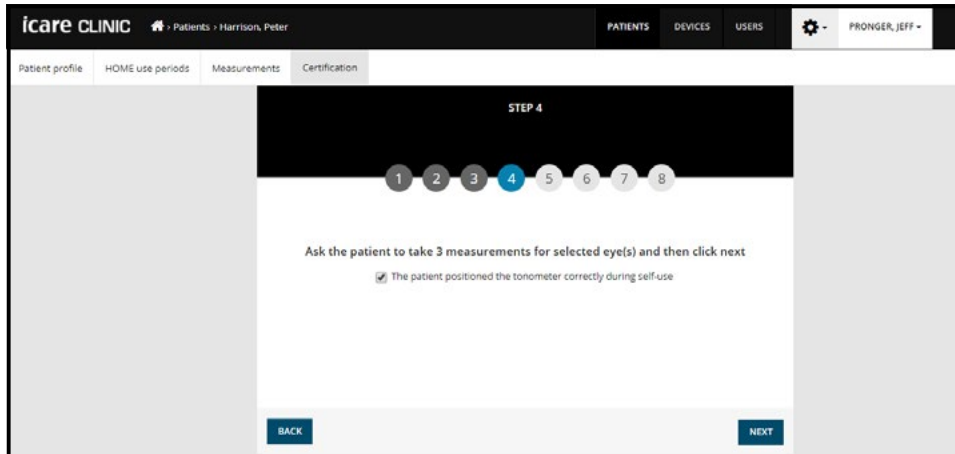 icare CLINIC › Patients › Harrison, Peter PATIENTS DEVICES USERS PRONGER, JEFF
Patient profile HOME use periods Measurements Certification
STEP 4
1 2 3 4 5 6 7 8
Ask the patient to take 3 measurements for selected eye(s) and then click next
The patient positioned the tonometer correctly during self-use
BACK NEXT